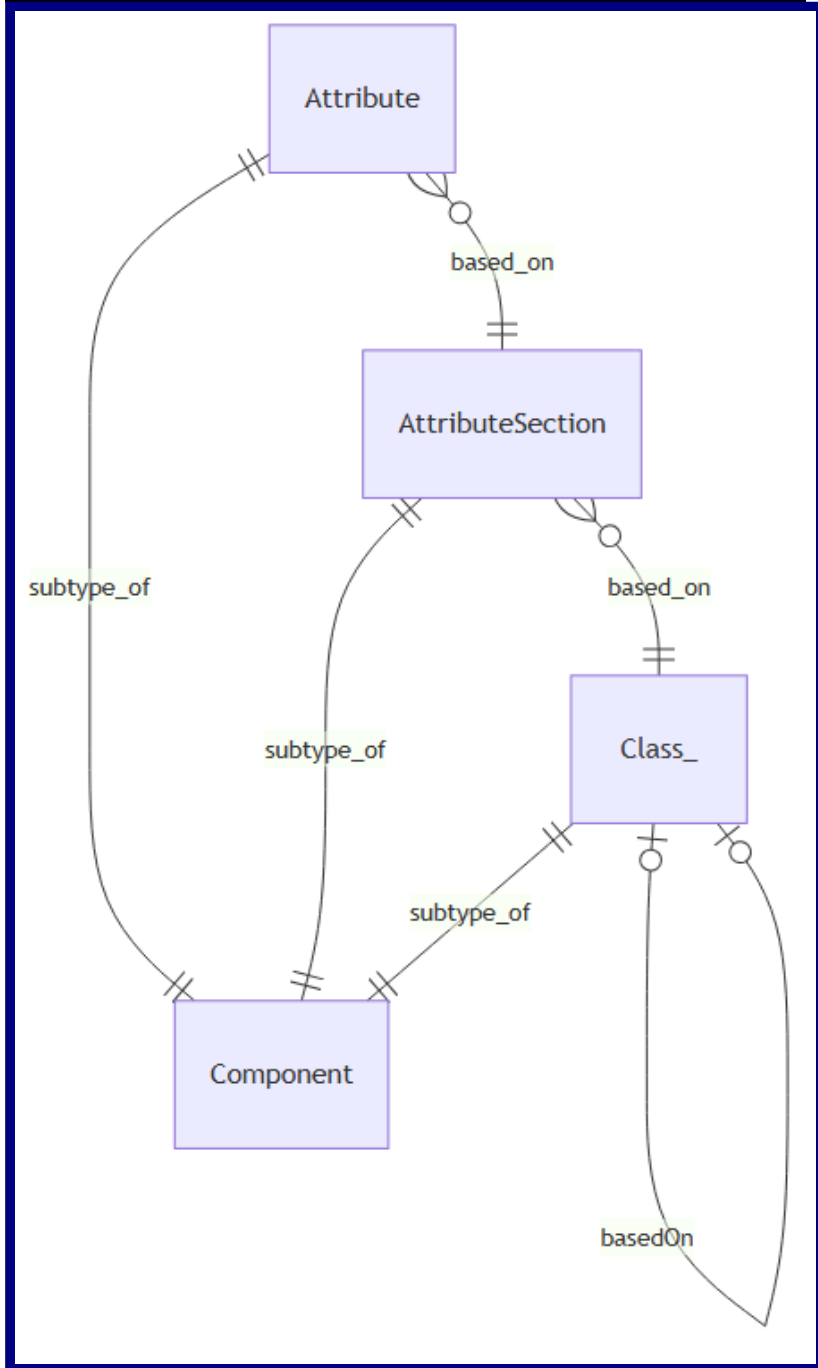 Attribute
based_on
AttributeSection
subtype_of
based_on
subtype_of
Class_
subtype_of
Component
basedOn